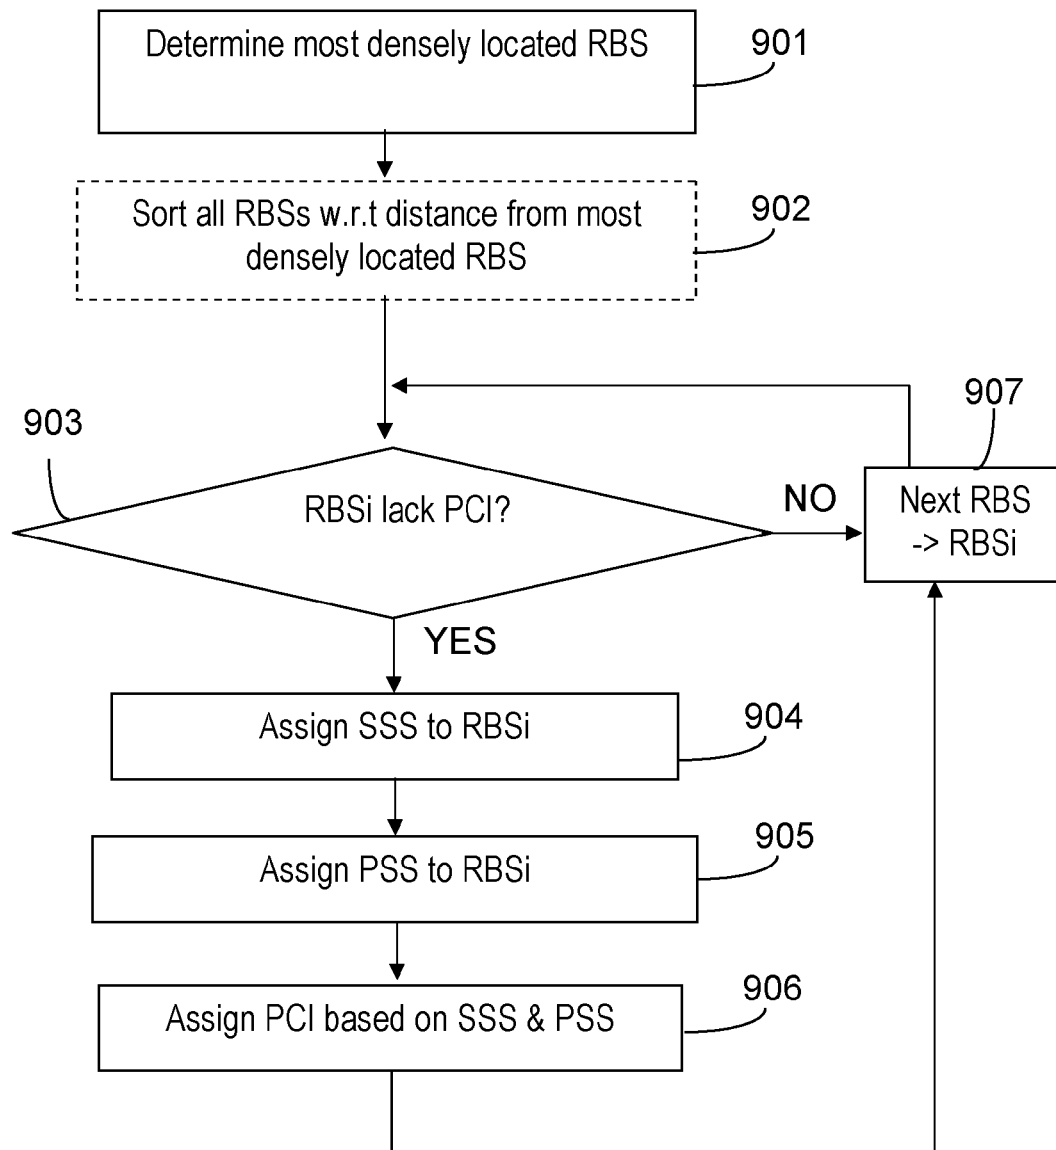 Determine most densely located RBS
901
Sort all RBSs w.r.t distance from most
densely located RBS
902
903
RBSi lack PCI?
NO
907
Next RBS
-> RBSi
YES
Assign SSS to RBSi
904
Assign PSS to RBSi
905
Assign PCI based on SSS & PSS
906